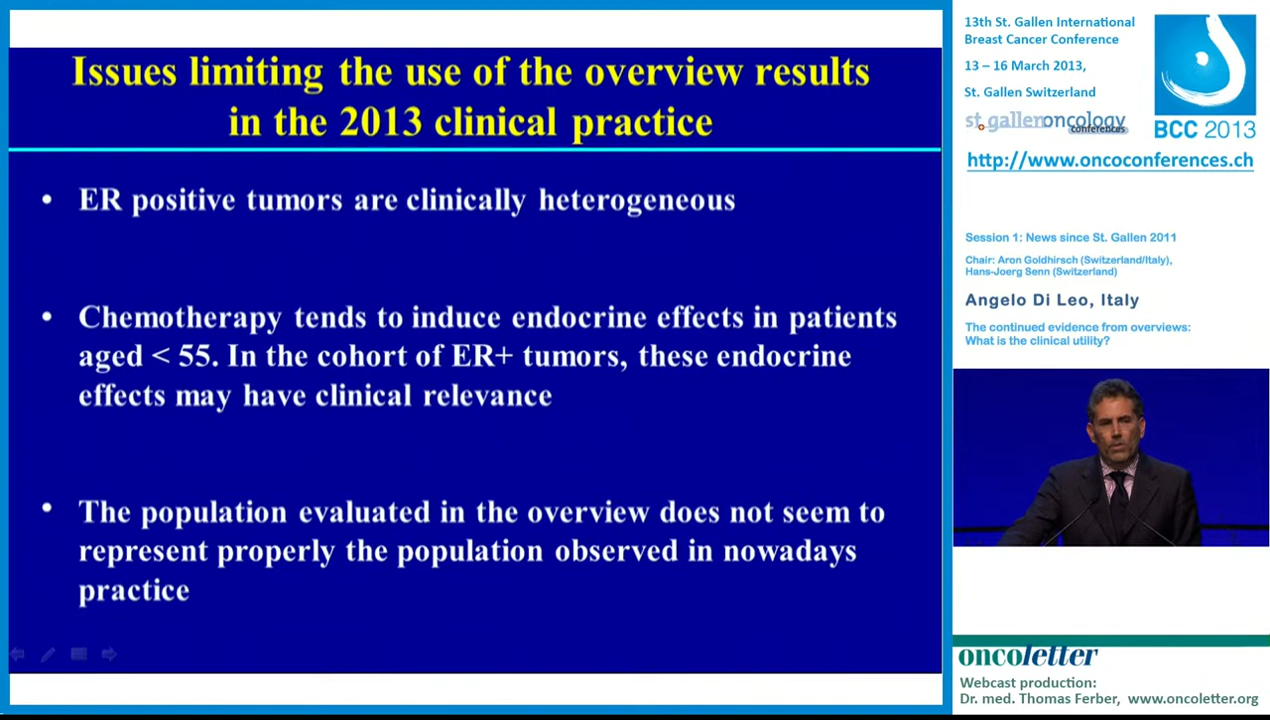 Issues limiting the use of the overview results
in the 2013 clinical practice
• ER positive tumors are clinically heterogeneous
• Chemotherapy tends to induce endocrine effects in patients
aged < 55. In the cohort of ER+ tumors, these endocrine
effects may have clinical relevance
• The population evaluated in the overview does not seem to
represent properly the population observed in nowadays
practice
13th St. Gallen International
Breast Cancer Conference
13 – 16 March 2013,
St. Gallen Switzerland
st.gallenoncology
conferences
BCC 2013
http://www.oncoconferences.ch
Session 1: News since St. Gallen 2011
Chair: Aron Goldhirsch (Switzerland/Italy),
Hans-Joerg Senn (Switzerland)
Angelo Di Leo, Italy
The continued evidence from overviews:
What is the clinical utility?
oncoletter
Webcast production:
Dr. med. Thomas Ferber, www.oncoletter.org